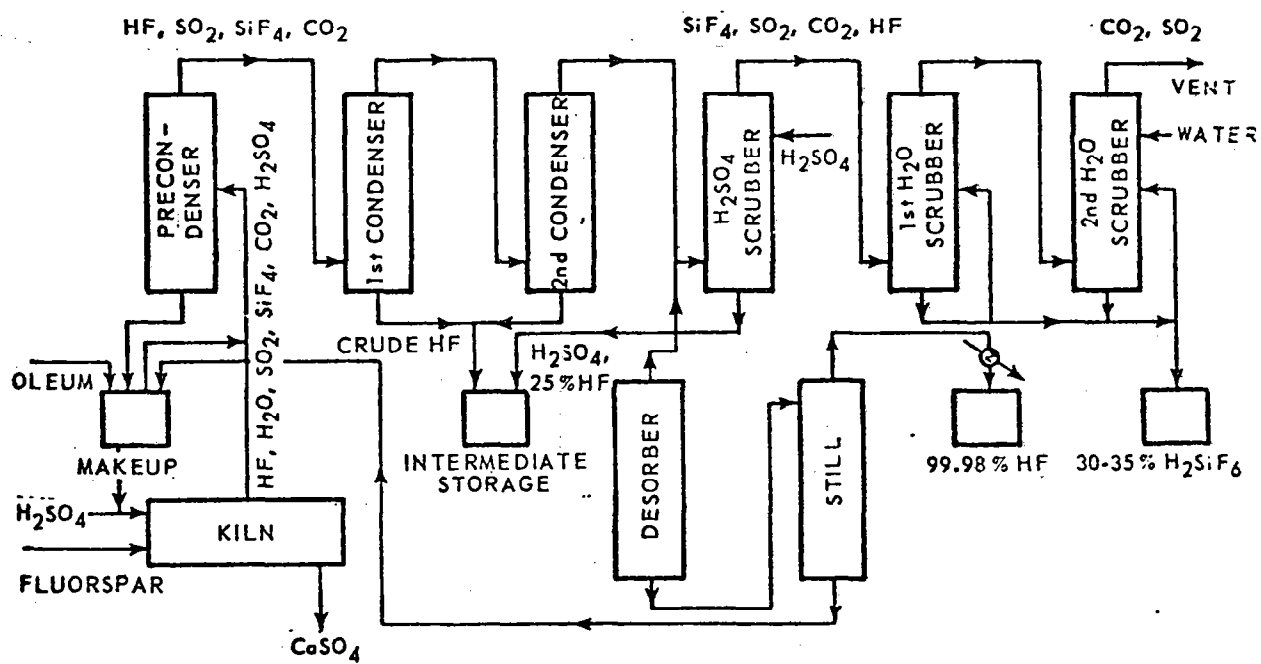 HF, SO2, SiF4, CO2
SiF4, SO2, CO2, HF
CO2, SO2
VENT
WATER
H2SO4
PRECON-
DENSER
1st CONDENSER
2nd CONDENSER
H2SO4
SCRUBBER
1st H2O
SCRUBBER
2nd H2O
SCRUBBER
HF, H2O, SO2, SiF4, CO2, H2SO4
CRUDE HF
H2SO4,
25%HF
OLEUM
MAKEUP
INTERMEDIATE
STORAGE
DESORBER
STILL
99.98% HF
30-35% H2SiF6
H2SO4
KILN
FLUORSPAR
CaSO4